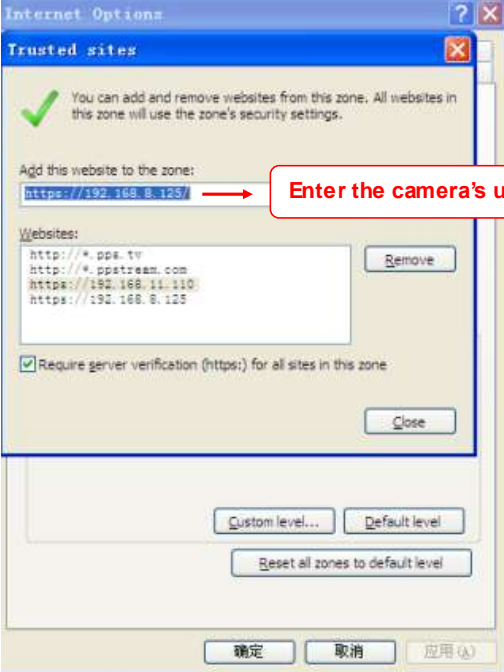 Internet Options
Trusted sites
You can add and remove websites from this zone. All websites in
this zone will use the zone's security settings.
Add this website to the zone:
https://192.168.8.125/
Enter the camera's u
Websites:
http://*.pps.tv
http://*.ppstream.com
https://192.168.11.110
https://192.168.8.125
Remove
Require server verification (https:) for all sites in this zone
Close
Custom level...
Default level
Reset all zones to default level
确定
取消
应用(A)